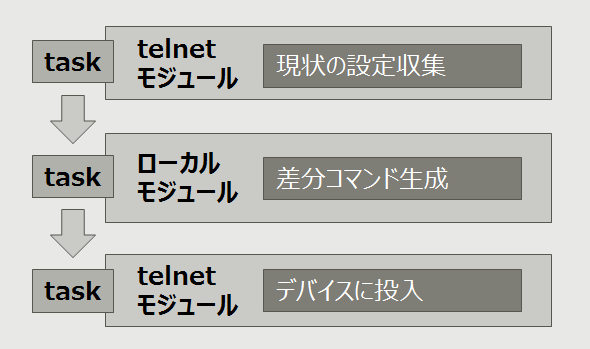 task
telnet
モジュール
現状の設定収集
task
ローカル
モジュール
差分コマンド生成
task
telnet
モジュール
デバイスに投入